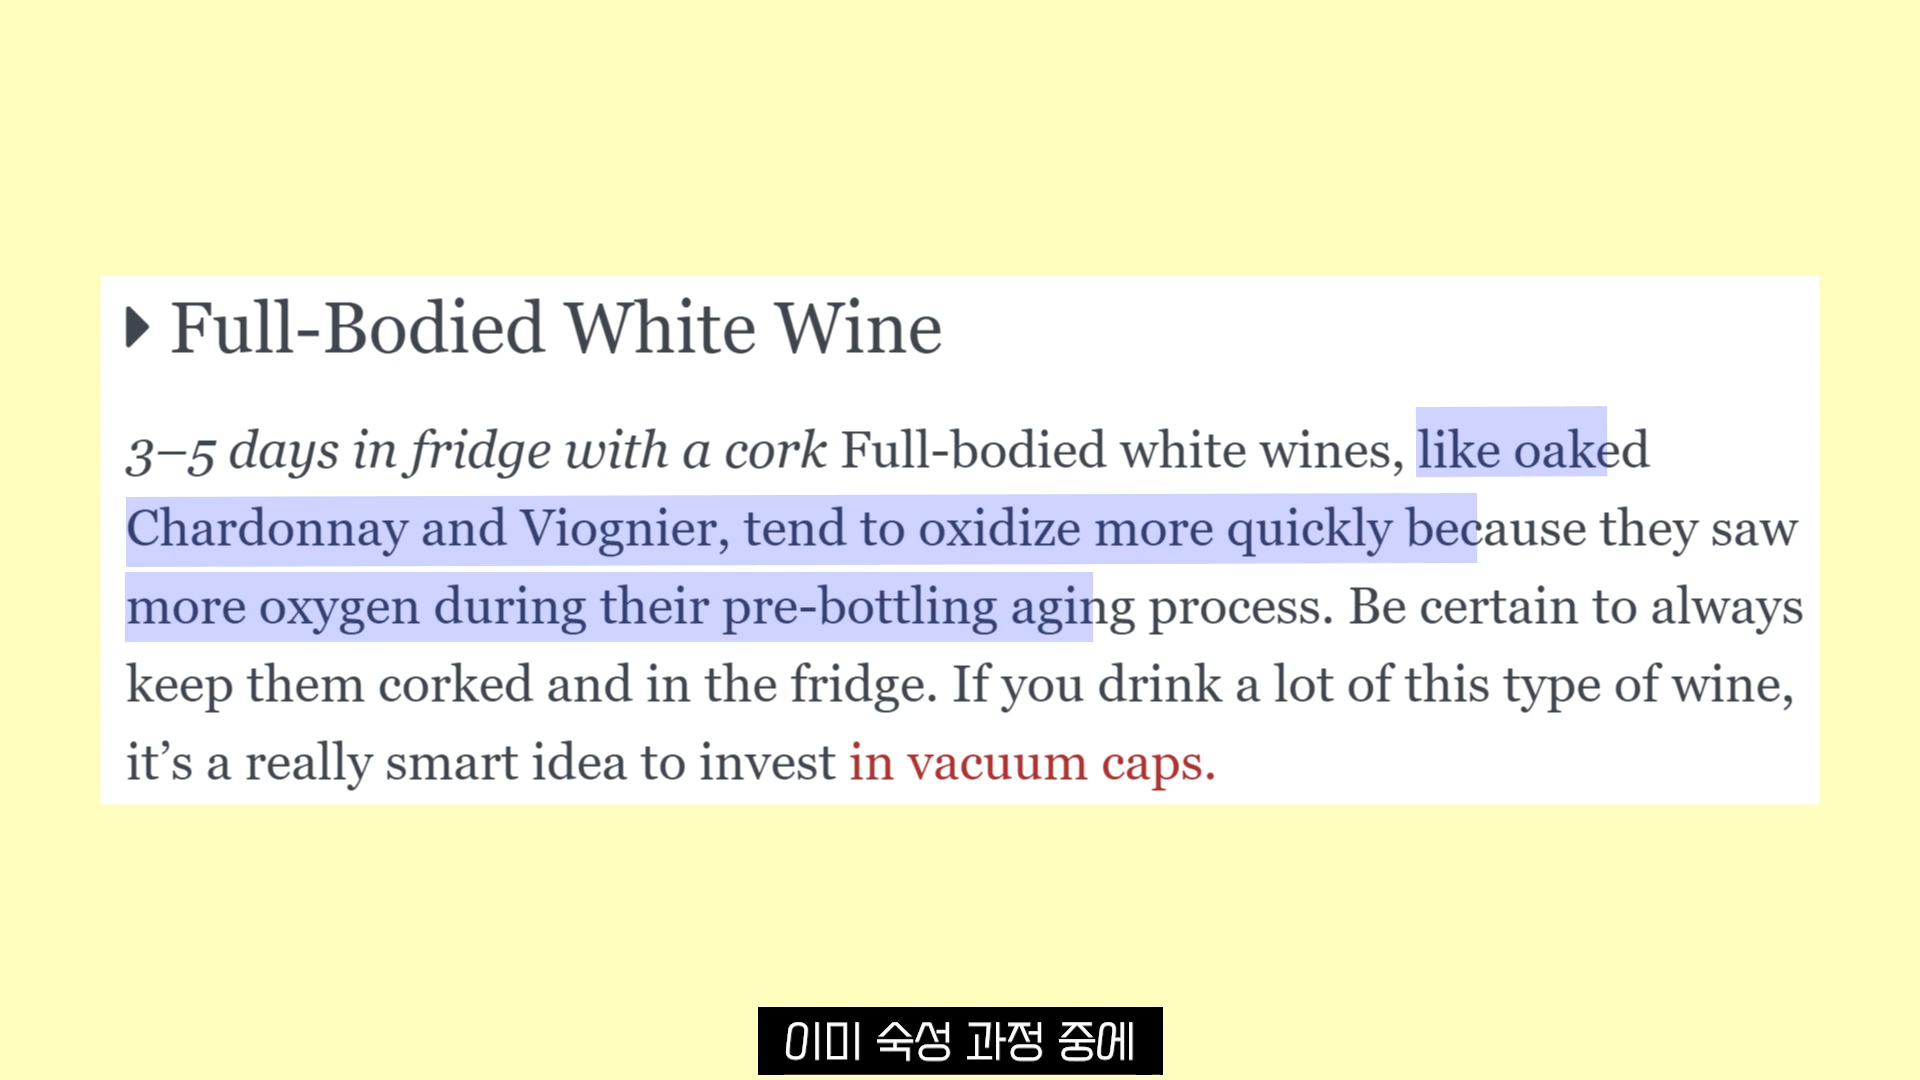 Full-Bodied White Wine
3–5 days in fridge with a cork Full-bodied white wines, like oaked
Chardonnay and Viognier, tend to oxidize more quickly because they saw
more oxygen during their pre-bottling aging process. Be certain to always
keep them corked and in the fridge. If you drink a lot of this type of wine,
it’s a really smart idea to invest in vacuum caps.
이미 숙성 과정 중에